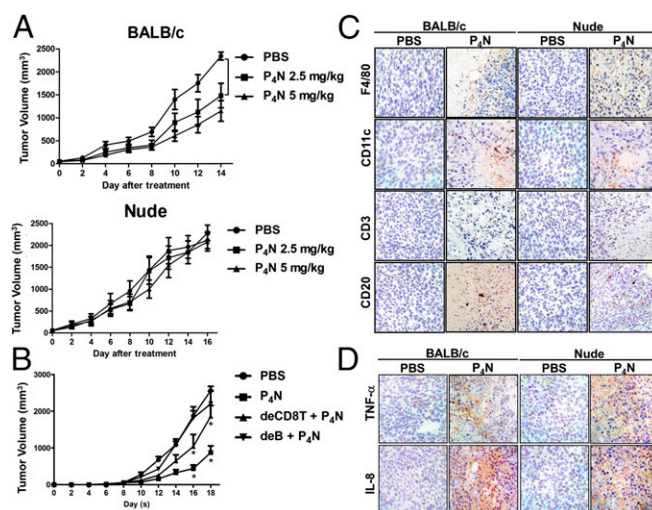 A
BALB/c
Tumor Volume (mm³)
2500
2000
1500
1000
500
0
0 2 4 6 8 10 12 14
Day after treatment
PBS
P₄N 2.5 mg/kg
P₄N 5 mg/kg
Nude
Tumor Volume (mm³)
2500
2000
1500
1000
500
0
0 2 4 6 8 10 12 14 16
Day after treatment
PBS
P₄N 2.5 mg/kg
P₄N 5 mg/kg
B
Tumor Volume (mm³)
3000
2000
1000
0
0 2 4 6 8 10 12 14 16 18
Day (s)
PBS
P₄N
deCD8T + P₄N
deB + P₄N
* * * *
C
BALB/c Nude
PBS P₄N PBS P₄N
F4/80
CD11c
CD3
CD20
D
BALB/c Nude
PBS P₄N PBS P₄N
TNF-α
IL-8